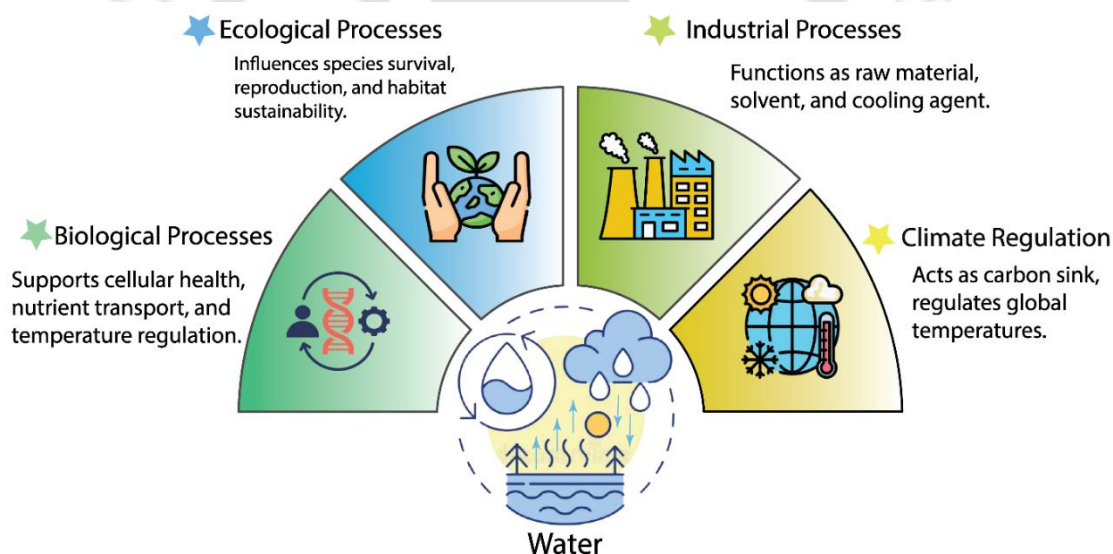 Ecological Processes
Influences species survival,
reproduction, and habitat
sustainability.
Industrial Processes
Functions as raw material,
solvent, and cooling agent.
Biological Processes
Supports cellular health,
nutrient transport, and
temperature regulation.
Climate Regulation
Acts as carbon sink,
regulates global
temperatures.
Water